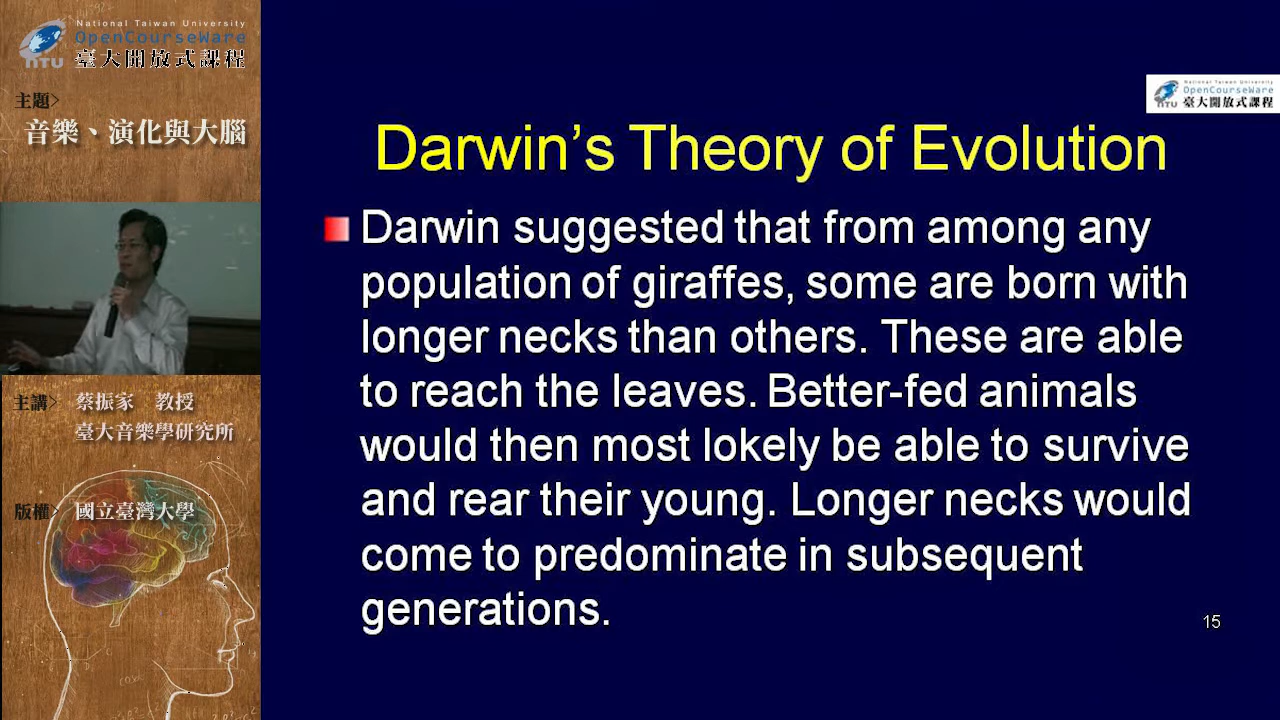 National Taiwan University
OpenCourseWare
NTU 臺大開放式課程
主題>
音樂、演化與大腦
主講> 蔡振家 教授
臺大音樂學研究所
版權> 國立臺灣大學
National Taiwan University
OpenCourseWare
NTU 臺大開放式課程
Darwin's Theory of Evolution
Darwin suggested that from among any
population of giraffes, some are born with
longer necks than others. These are able
to reach the leaves. Better-fed animals
would then most lokely be able to survive
and rear their young. Longer necks would
come to predominate in subsequent
generations.
15